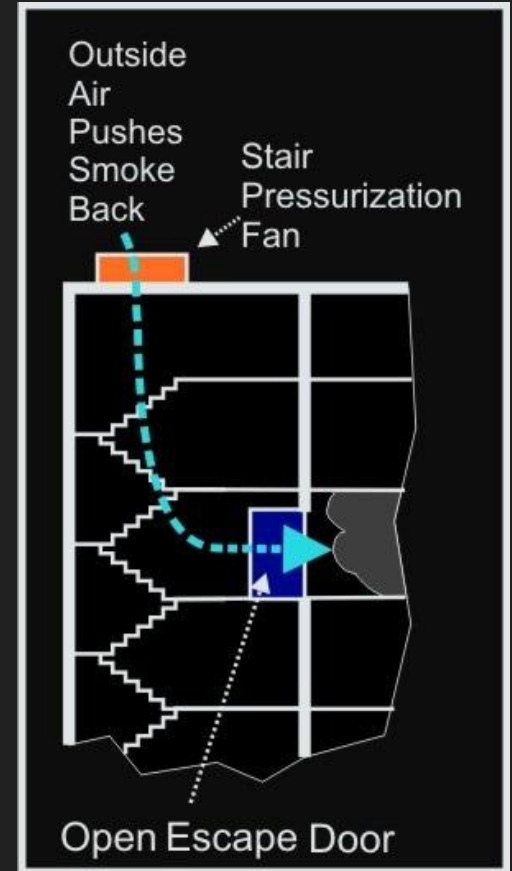 Outside
Air
Pushes
Smoke
Back
Stair
Pressurization
Fan
Open Escape Door